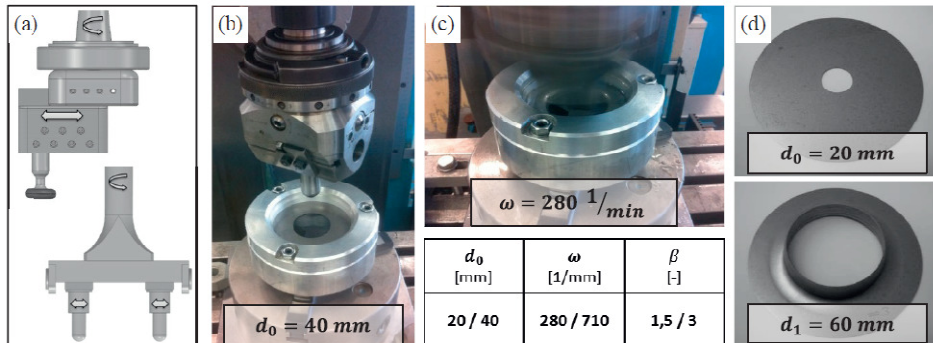 (a)
(b)
d₀ = 40 mm
(c)
ω = 280 1/min
d₀ ω β
[mm] [1/mm] [-]
20 / 40 280 / 710 1,5 / 3
(d)
d₀ = 20 mm
d₁ = 60 mm